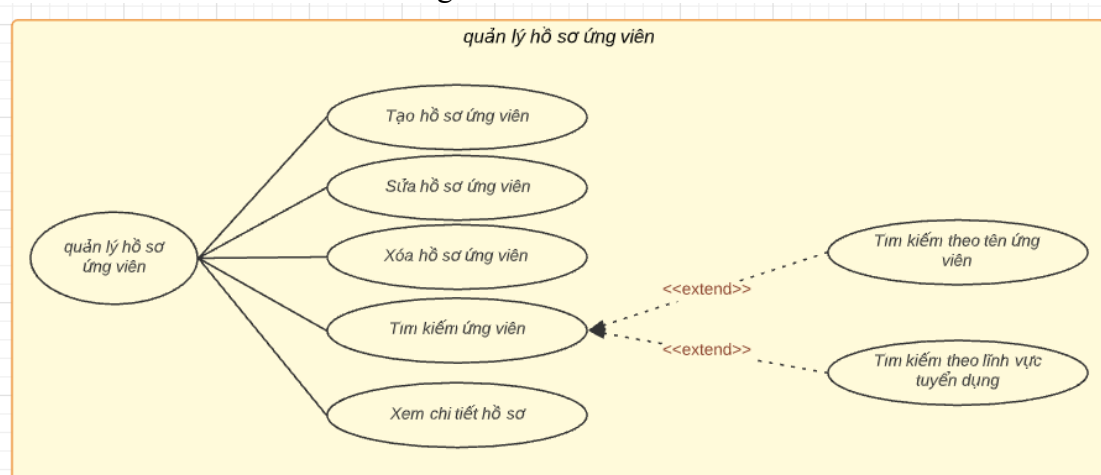 quản lý hồ sơ ứng viên
Tạo hồ sơ ứng viên
Sửa hồ sơ ứng viên
quản lý hồ sơ
ứng viên
Xóa hồ sơ ứng viên
Tìm kiếm theo tên ứng
viên
<<extend>>
Tìm kiếm ứng viên
<<extend>>
Tìm kiếm theo lĩnh vực
tuyển dụng
Xem chi tiết hồ sơ